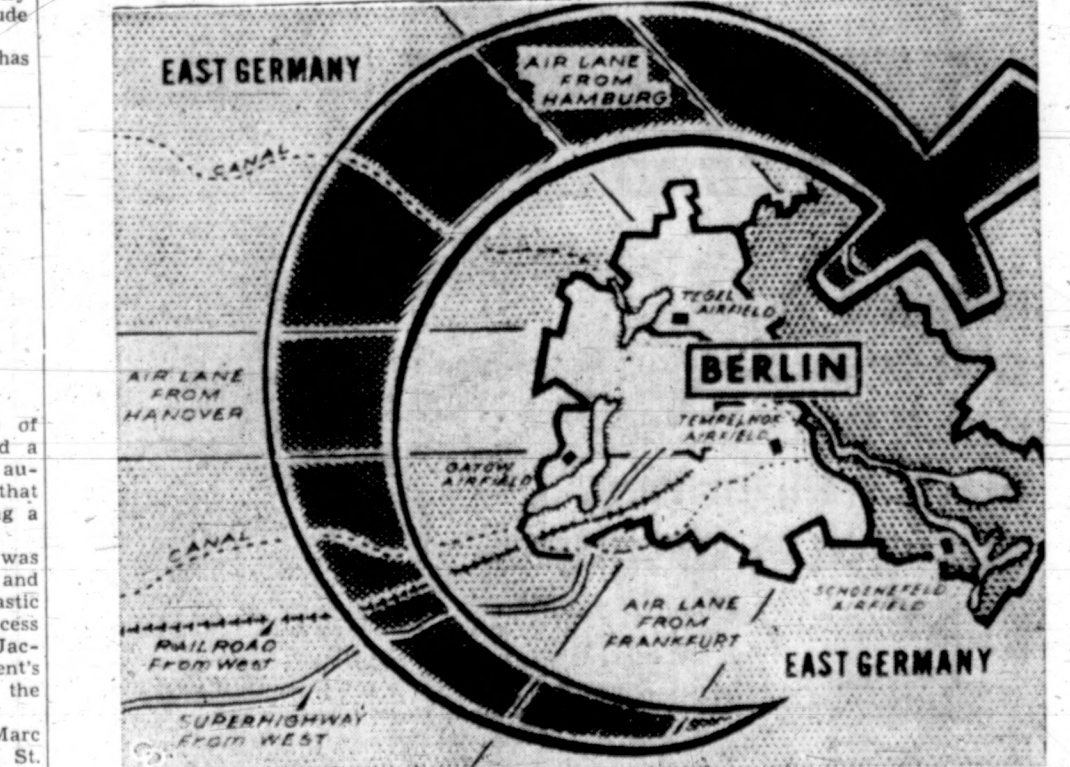 ude
has
of
d a
au-
that
g a
was
and
astic
cess
Jac-
ent's
the
Marc
St.
EAST GERMANY
AIR LANE
FROM
HAMBURG
CANAL
TEGEL
AIRFIELD
BERLIN
AIR LANE
FROM
HANOVER
TEMPELHOF
AIRFIELD
GATOW
AIRFIELD
CANAL
SCHOENEFELD
AIRFIELD
AIR LANE
FROM
FRANKFURT
RAILROAD
From West
EAST GERMANY
SUPERHIGHWAY
From WEST